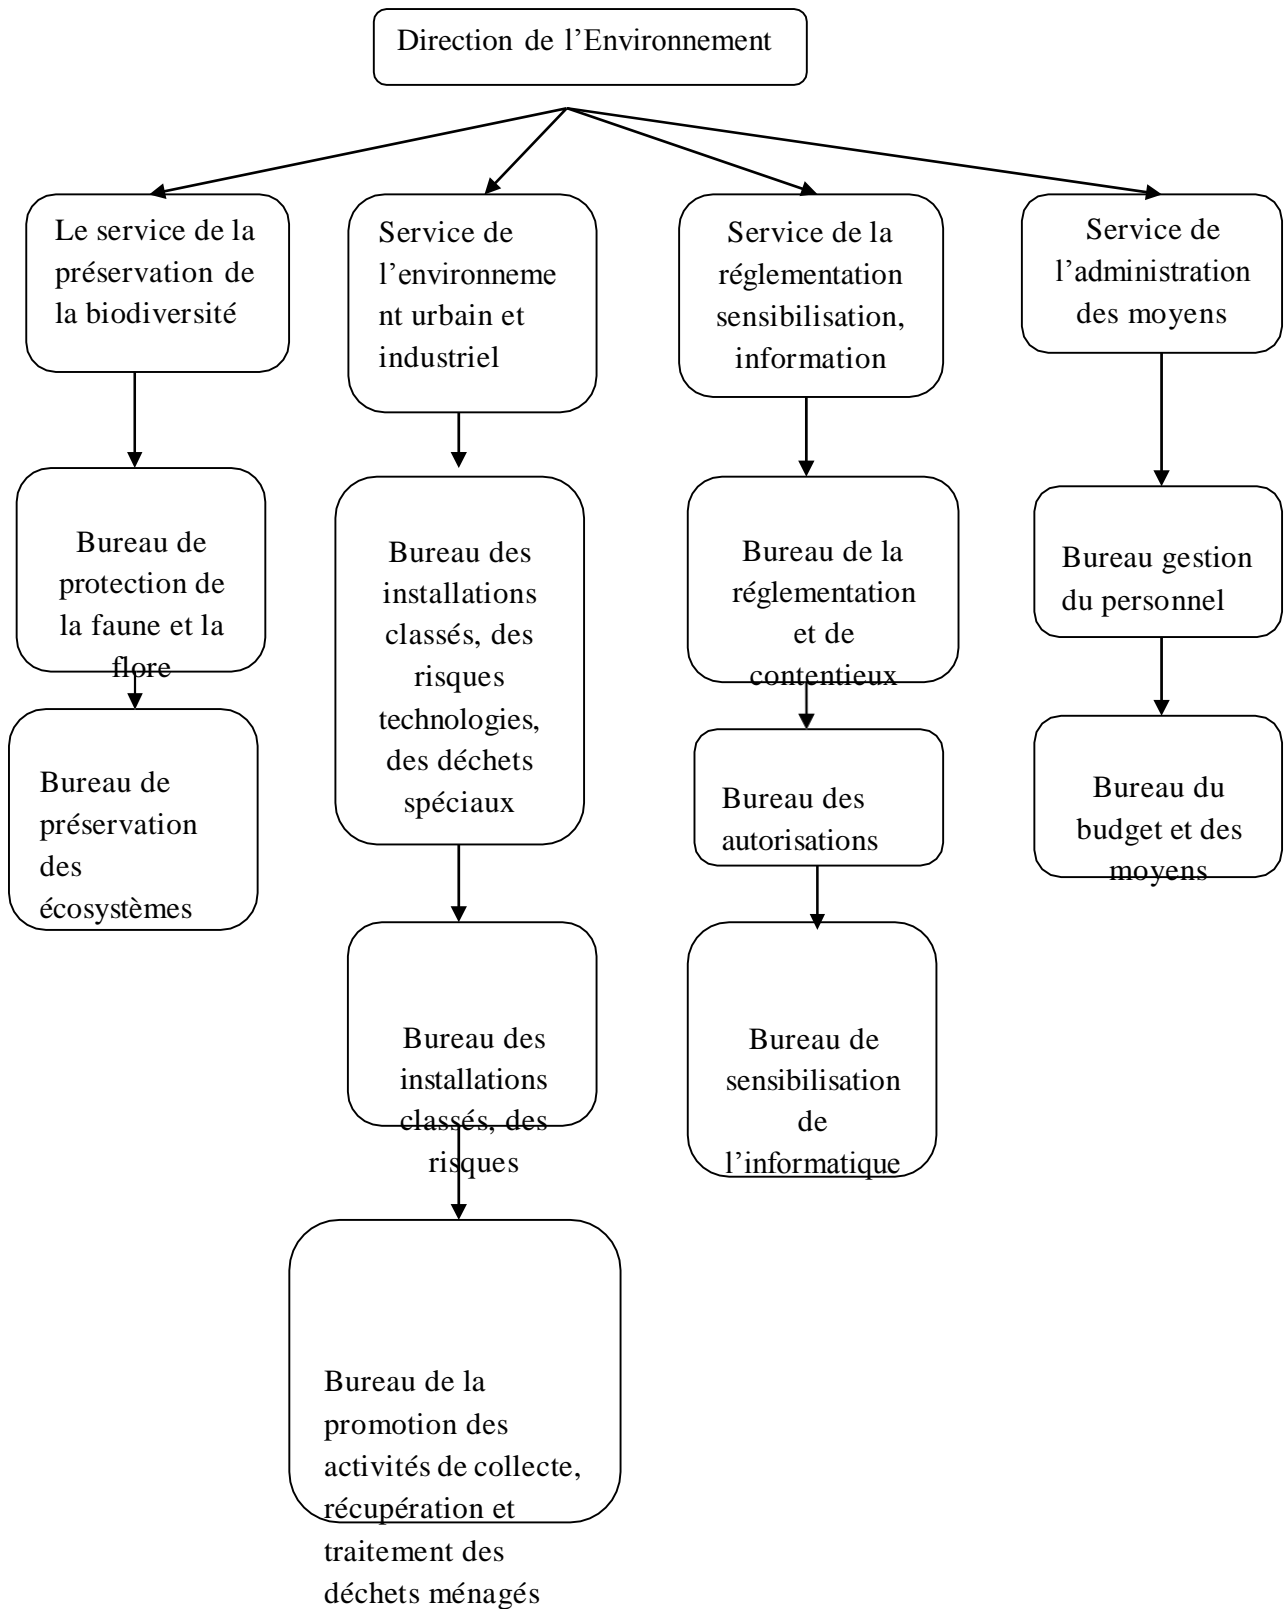 Direction de l’Environnement
Le service de la
préservation de
la biodiversité
Service de
l’environneme
nt urbain et
industriel
Service de la
réglementation
sensibilisation,
information
Service de
l’administration
des moyens
Bureau de
protection de
la faune et la
flore
Bureau des
installations
classés, des
risques
technologies,
des déchets
spéciaux
Bureau de la
réglementation
et de
contentieux
Bureau gestion
du personnel
Bureau de
préservation
des
écosystèmes
Bureau des
autorisations
Bureau du
budget et des
moyens
Bureau des
installations
classés, des
risques
Bureau de
sensibilisation
de
l’informatique
Bureau de la
promotion des
activités de collecte,
récupération et
traitement des
déchets ménagés